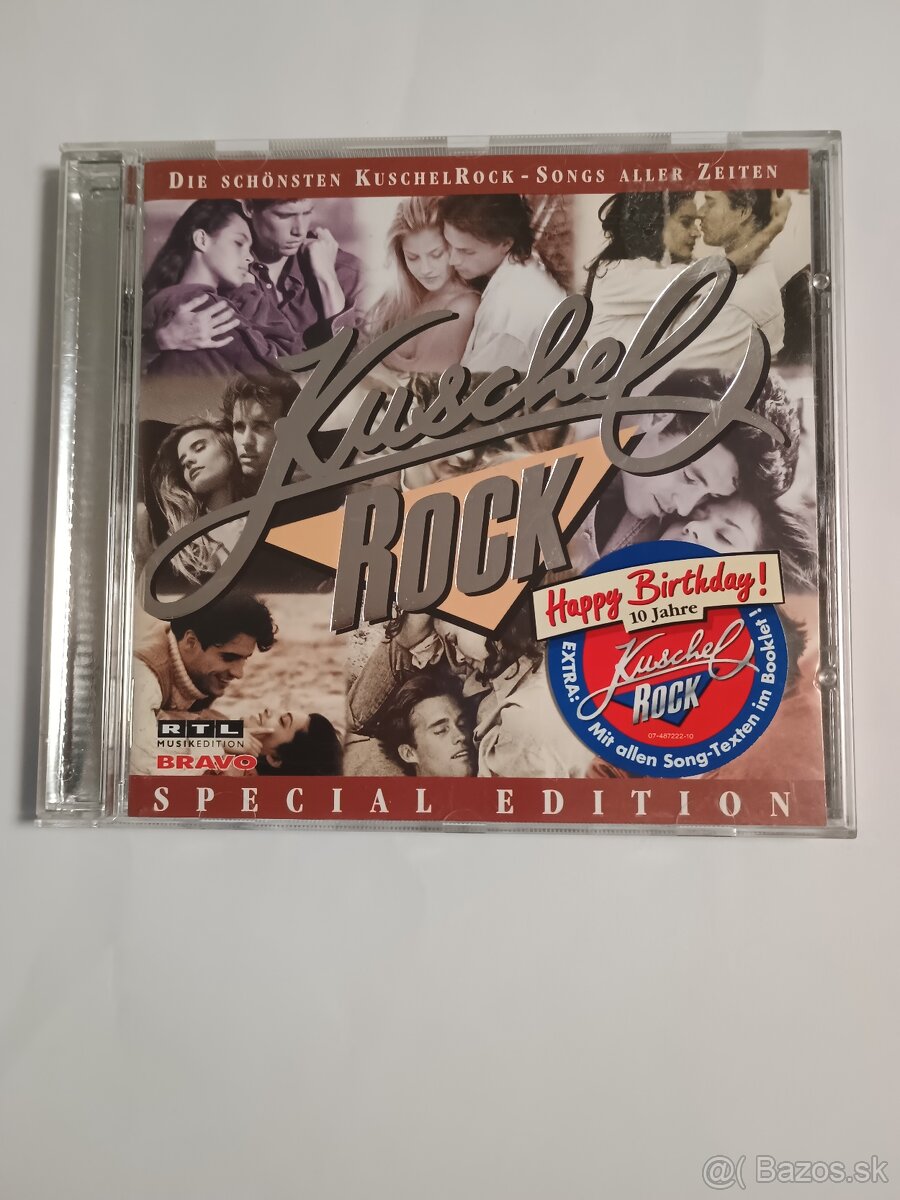 DIE SCHÖNSTEN KUSCHELROCK - SONGS ALLER ZEITEN
Kuschel
ROCK
Happy Birthday!
10 Jahre
Kuschel
ROCK
07-487222-10
EXTRA: Mit allen Song-Texten im Booklet!
RTL
MUSIKEDITION
BRAVO
SPECIAL EDITION
@( Bazos.sk